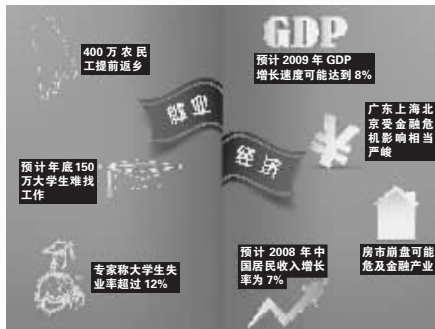 400万农民
工提前返乡
GDP
预计2009年GDP
增长速度可能达到8%
就业
广东上海北
京受金融危
机影响相当
严峻
经济
预计年底150
万大学生难找
工作
专家称大学生失
业率超过12%
预计2008年中
国居民收入增长
率为7%
房市崩盘可能
危及金融产业